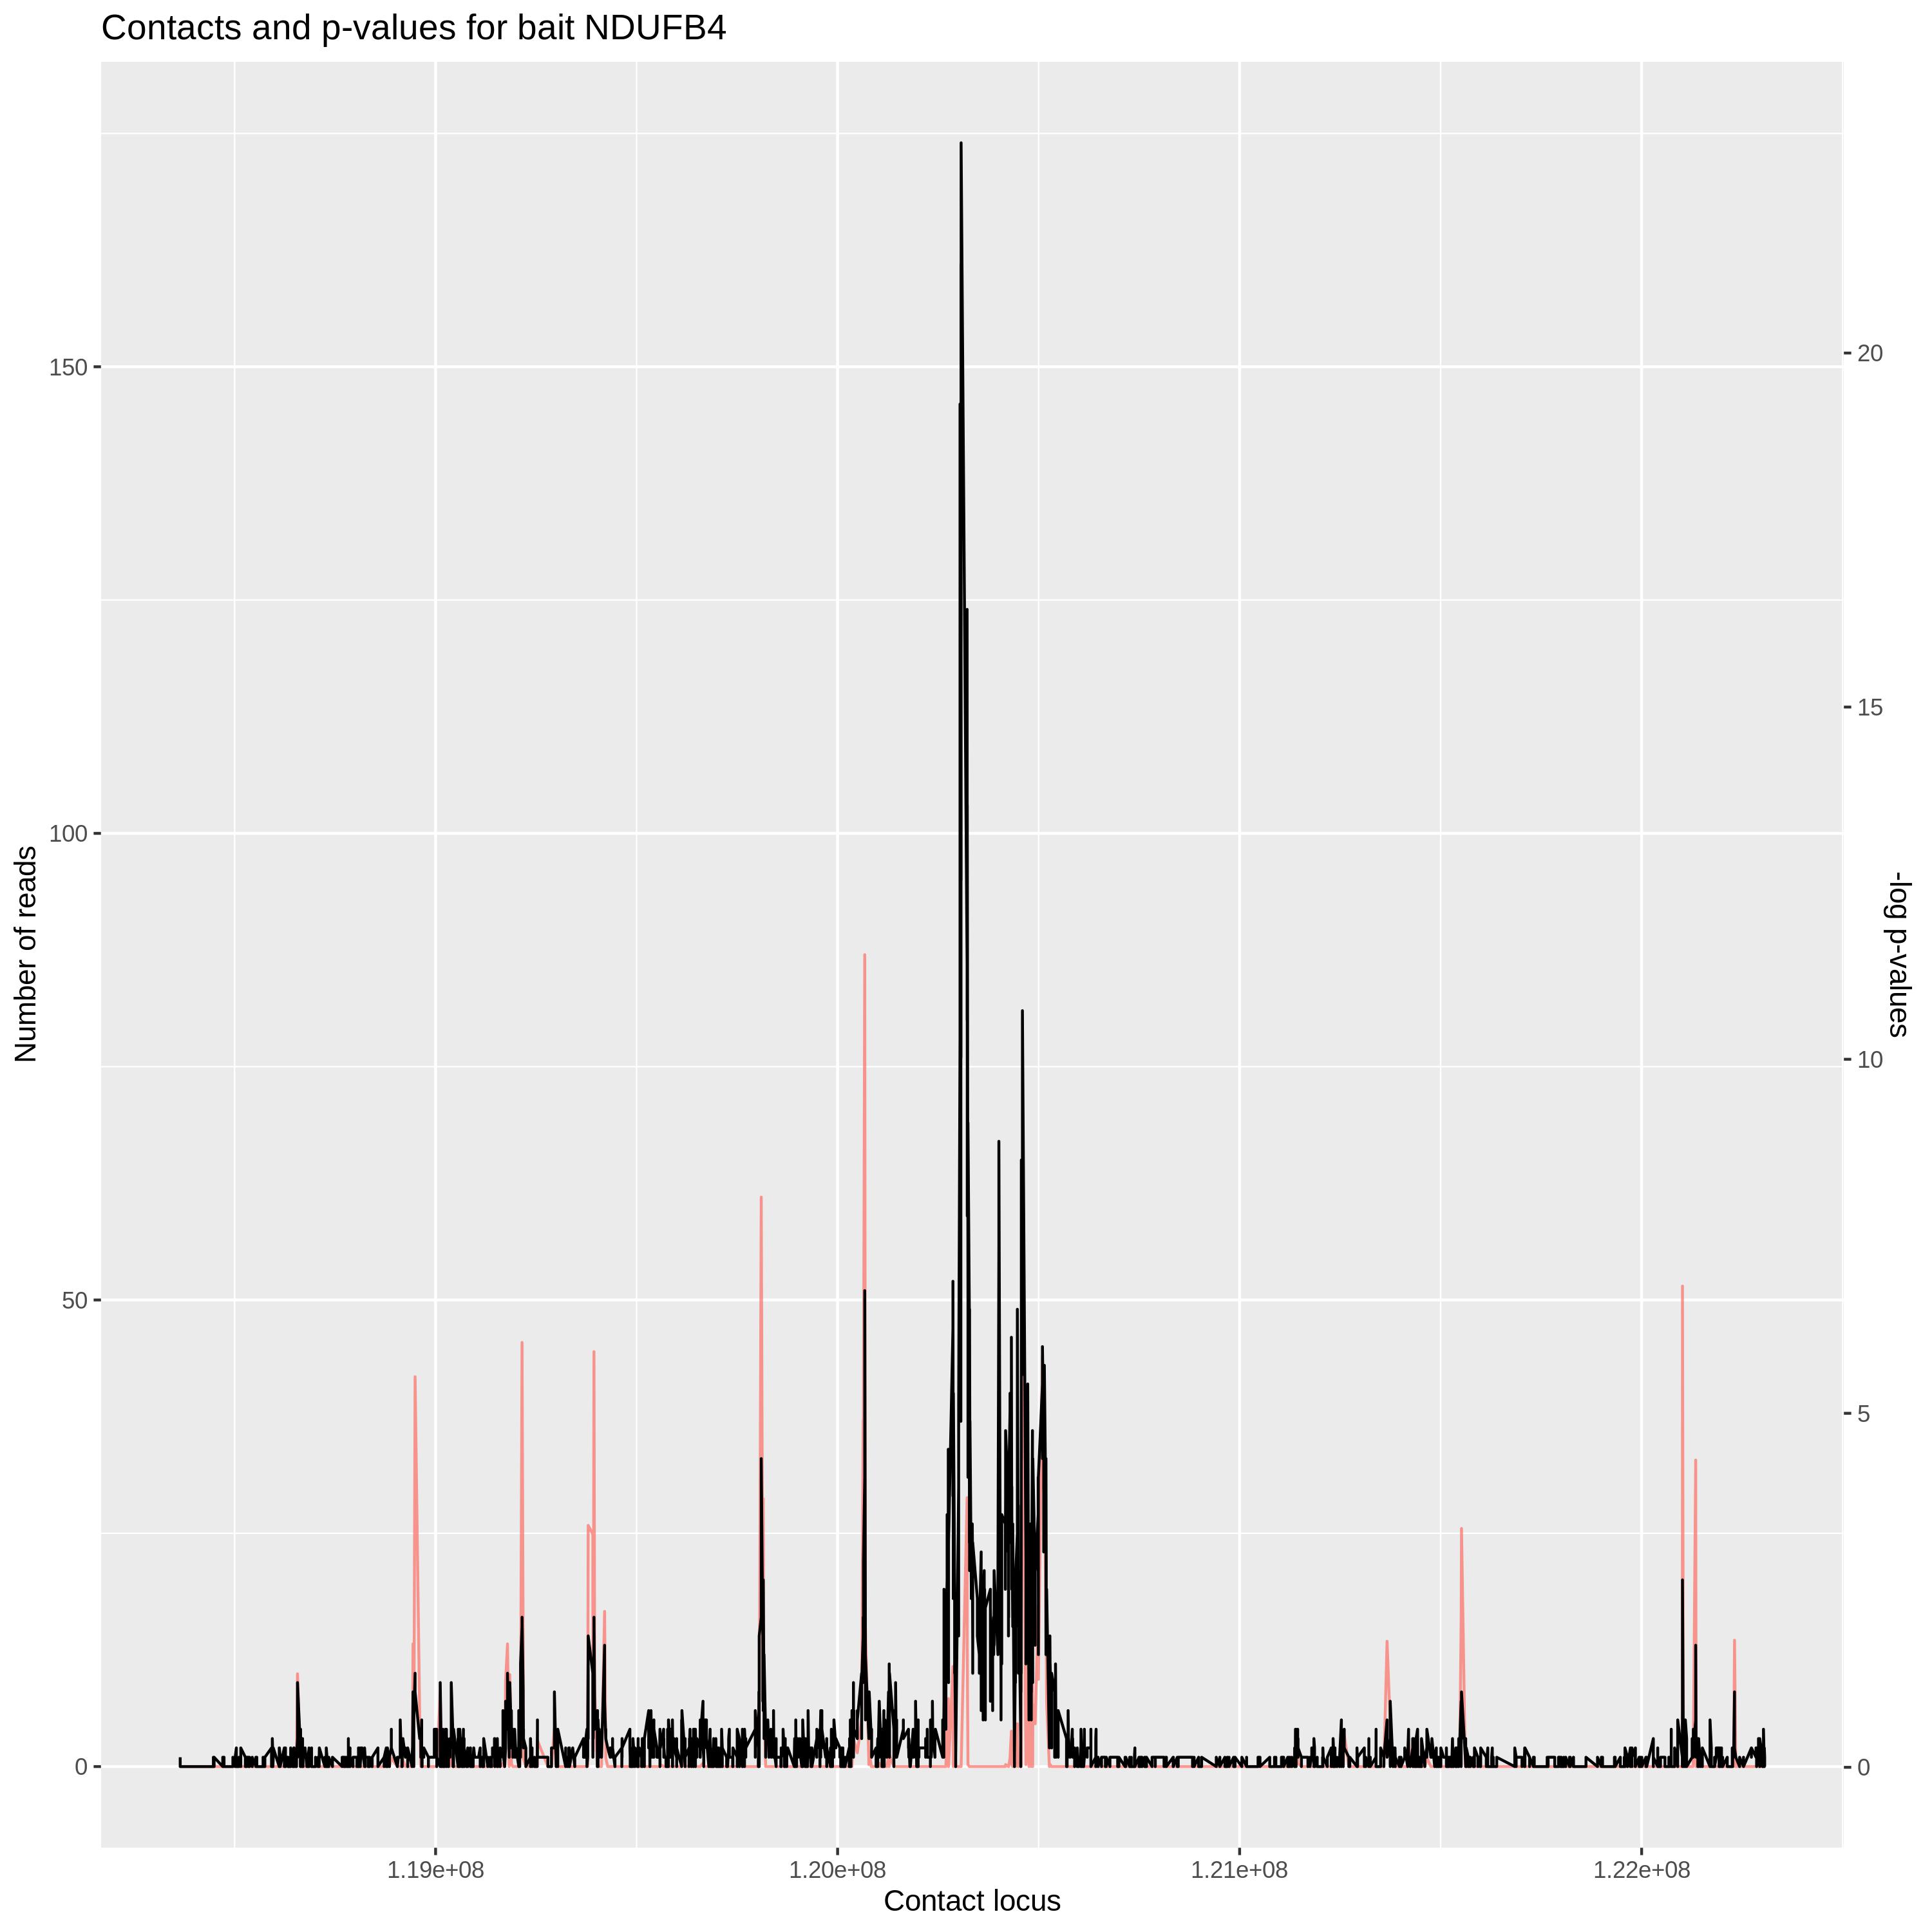 Contacts and p-values for bait NDUFB4
Number of reads
150
100
50
0
20
15
10
5
0
-log p-values
1.19e+08
1.20e+08
1.21e+08
1.22e+08
Contact locus